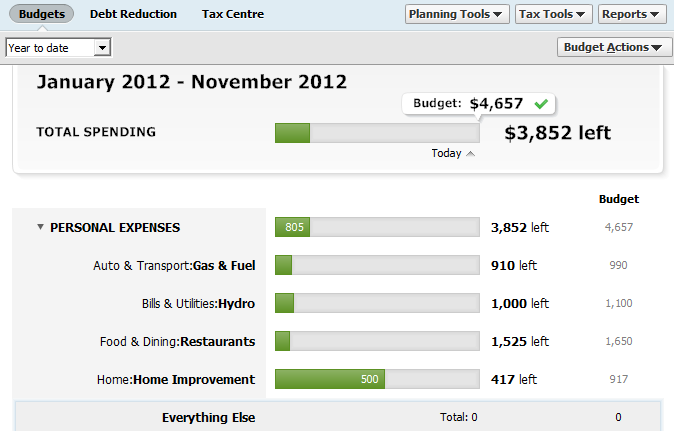 Budgets Debt Reduction Tax Centre Planning Tools Tax Tools Reports
Year to date Budget Actions
January 2012 - November 2012
Budget: $4,657
TOTAL SPENDING $3,852 left
Today
Budget
PERSONAL EXPENSES 805 3,852 left 4,657
Auto & Transport:Gas & Fuel 910 left 990
Bills & Utilities:Hydro 1,000 left 1,100
Food & Dining:Restaurants 1,525 left 1,650
Home:Home Improvement 500 417 left 917
Everything Else Total: 0 0